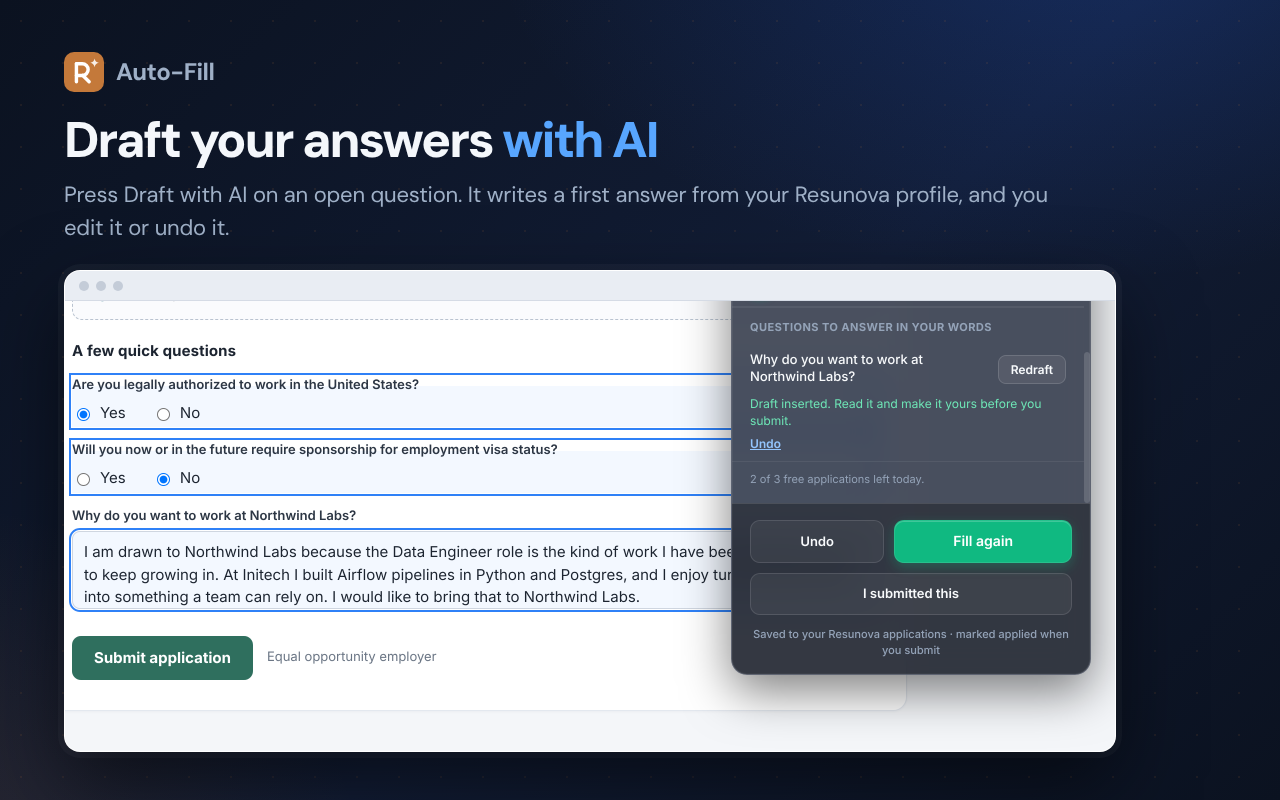 R
Auto-Fill
Draft your answers with AI
Press Draft with AI on an open question. It writes a first answer from your Resunova profile, and you
edit it or undo it.
A few quick questions
Are you legally authorized to work in the United States?
Yes No
Will you now or in the future require sponsorship for employment visa status?
Yes No
Why do you want to work at Northwind Labs?
I am drawn to Northwind Labs because the Data Engineer role is the kind of work I have
to keep growing in. At Initech I built Airflow pipelines in Python and Postgres, and I enjoy
into something a team can rely on. I would like to bring that to Northwind Labs.
Submit application
Equal opportunity employer
QUESTIONS TO ANSWER IN YOUR WORDS
Why do you want to work at
Northwind Labs?
Redraft
Draft inserted. Read it and make it yours before you
submit.
Undo
2 of 3 free applications left today.
Undo
Fill again
I submitted this
Saved to your Resunova applications · marked applied when
you submit